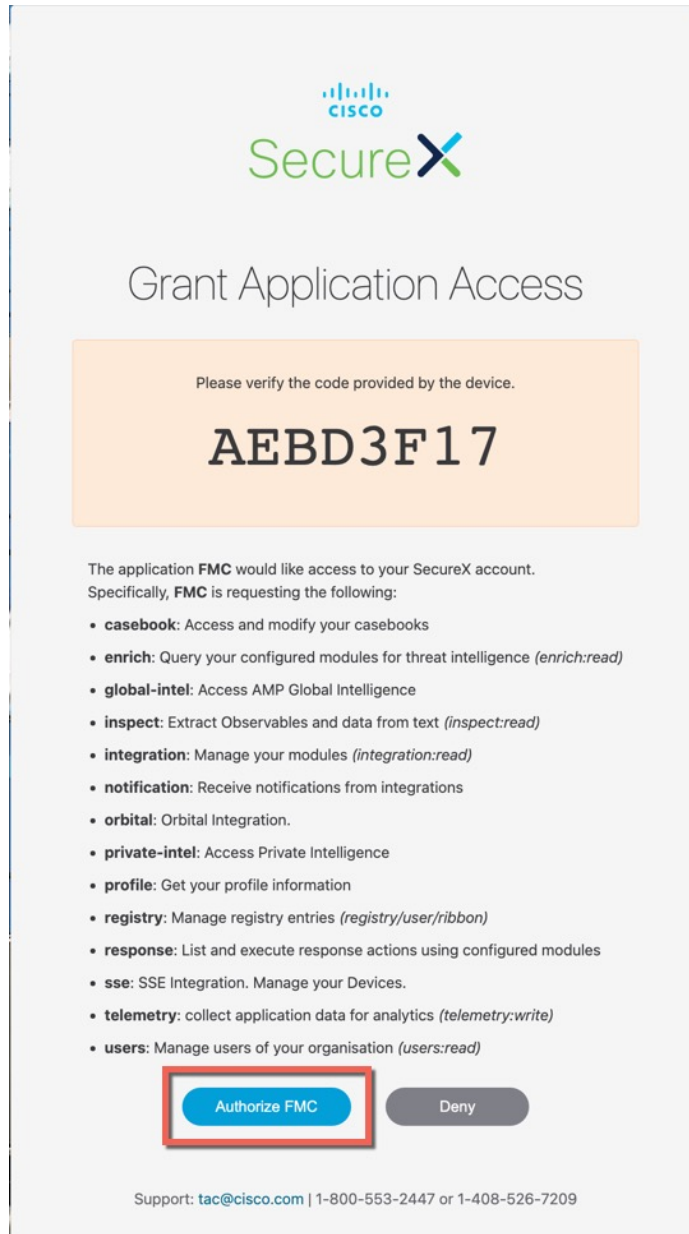 CISCO
SecureX
Grant Application Access
Please verify the code provided by the device.
AEBD3F17
The application FMC would like access to your SecureX account.
Specifically, FMC is requesting the following:
• casebook: Access and modify your casebooks
• enrich: Query your configured modules for threat intelligence (enrich:read)
• global-intel: Access AMP Global Intelligence
• inspect: Extract Observables and data from text (inspect:read)
• integration: Manage your modules (integration:read)
• notification: Receive notifications from integrations
• orbital: Orbital Integration.
• private-intel: Access Private Intelligence
• profile: Get your profile information
• registry: Manage registry entries (registry/user/ribbon)
• response: List and execute response actions using configured modules
• sse: SSE Integration. Manage your Devices.
• telemetry: collect application data for analytics (telemetry:write)
• users: Manage users of your organisation (users:read)
Authorize FMC Deny
Support: tac@cisco.com | 1-800-553-2447 or 1-408-526-7209